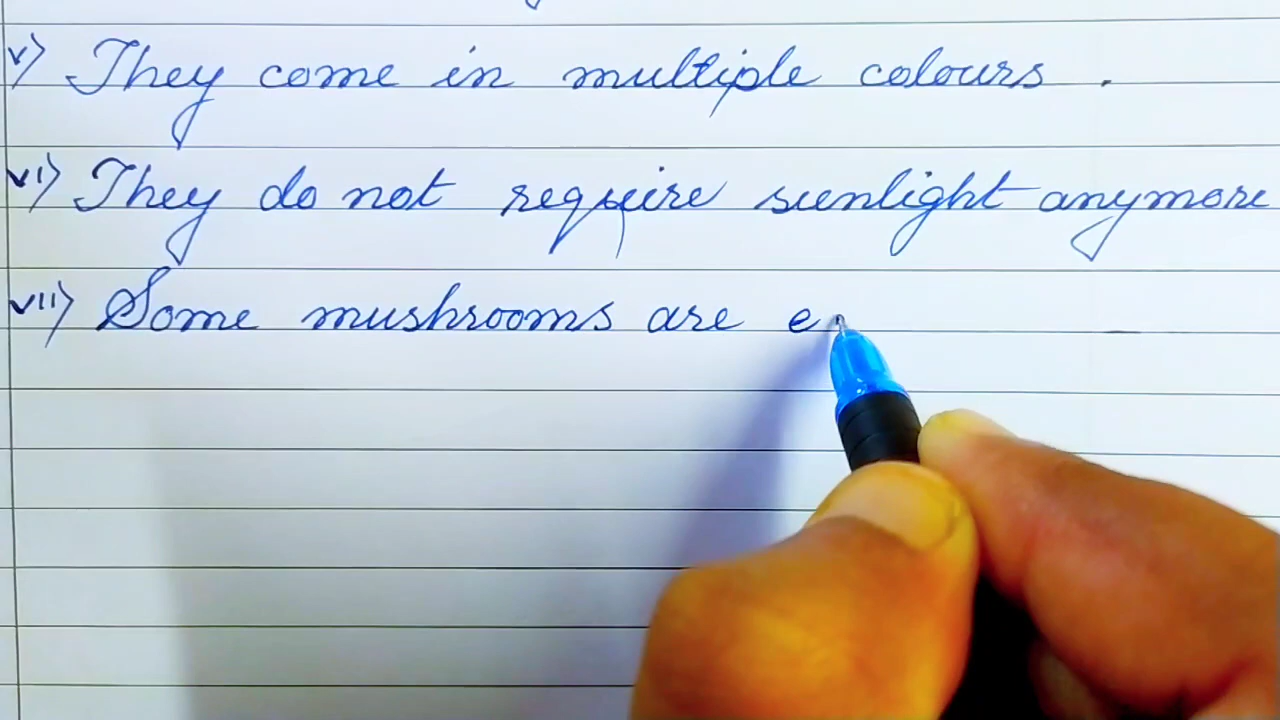 v) They come in multiple colours .
vi) They do not require sunlight anymore
vii) Some mushrooms are e